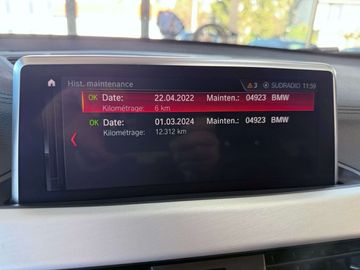 Hist. maintenance 3 SUDRADIO 11:59
OK Date: 22.04.2022 Mainten.: 04923 BMW
Kilométrage: 6 km
OK Date: 01.03.2024 Mainten.: 04923 BMW
Kilométrage: 12.312 km